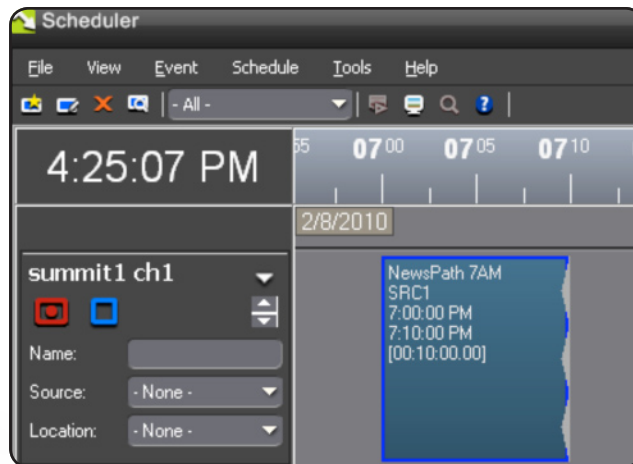 Scheduler
File View Event Schedule Tools Help
- All -
4:25:07 PM
55 07 00 07 05 07 10
2/8/2010
summit1 ch1
NewsPath 7AM
SRC1
7:00:00 PM
7:10:00 PM
[00:10:00.00]
Name:
Source: - None -
Location: - None -